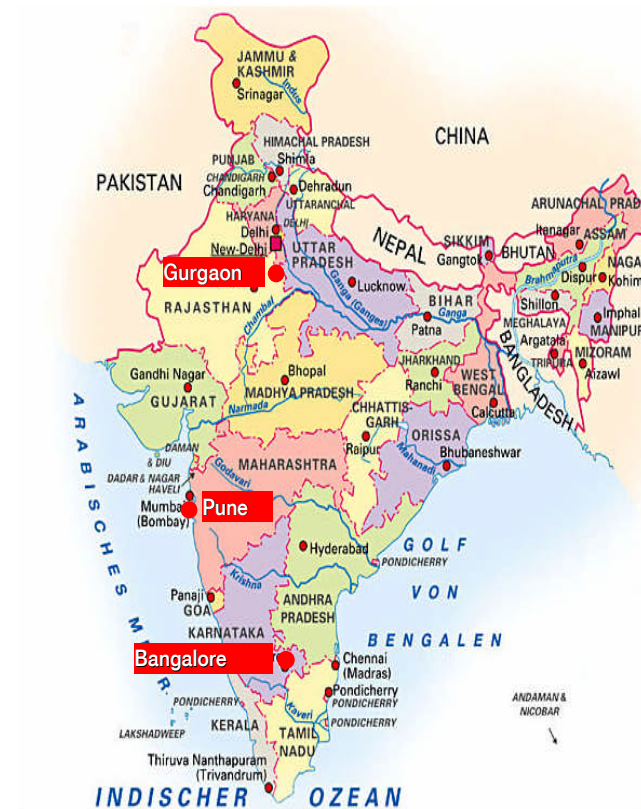 JAMMU &
KASHMIR
Srinagar
Indus
HIMACHAL PRADESH
CHINA
PUNJAB
Shimla
CHANDIGARH
Chandigarh
PAKISTAN
Dehradun
UTTARANCHAL
ARUNACHAL PRAD
HARYANA
DELHI
Delhi
New-Delhi
NEPAL
SIKKIM
Gangtok
BHUTAN
Itanagar
ASSAM
Brahmaputra
NAGA
Dispur
Kohim
UTTAR
PRADESH
Gurgaon
Lucknow
Ganga (Ganges)
BIHAR
Ganga
Patna
Shillon
MEGHALAYA
Imphal
MANIPUR
RAJASTHAN
Chambal
Argatala
TRIPURA
MIZORAM
Aizawl
BANGLADESH
JHARKHAND
Ranchi
WEST
BENGAL
Calcutta
Gandhi Nagar
GUJARAT
Bhopal
MADHYA PRADESH
Narmada
CHHATTIS-
GARH
Raipur
ORISSA
Mahanadi
Bhubaneshwar
DAMAN
& DIU
DADAR & NAGAR
HAVELI
MAHARASHTRA
Godavari
Mumba
(Bombay)
Pune
Hyderabad
PONDICHERRY
GOLF
VON
BENGALEN
Krishna
Panaji
GOA
ANDHRA
PRADESH
KARNATAKA
Bangalore
Chennai
(Madras)
Pondicherry
PONDICHERRY
PONDICHERRY
PONDICHERRY
Kaveri
KERALA
TAMIL
NADU
LAKSHADWEEP
Thiruva Nanthapuram
(Trivandrum)
ANDAMAN &
NICOBAR
ARABISCHES
INDISCHER OZEAN